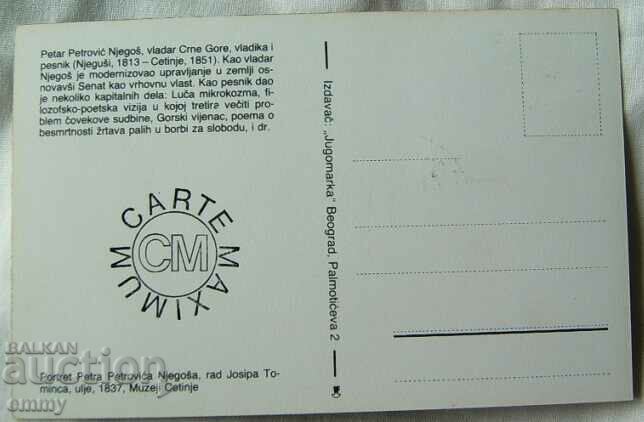 Petar Petrović Njegoš, vladar Crne Gore, vladika i
pesnik (Njeguši, 1813 – Cetinje, 1851). Kao vladar
Njegoš je modernizovao upravljanje u zemlji os-
novavši Senat kao vrhovnu vlast. Kao pesnik dao
je nekoliko kapitalnih dela: Luča mikrokozma, fi-
lozofsko-poetska vizija u kojoj tretira večiti pro-
blem čovekove sudbine, Gorski vijenac, poema o
besmrtnosti žrtava palih u borbi za slobodu, i dr.
CARTE MAXIMUM
CM
Portret Petra Petrovića Njegoša, rad Josipa To-
minca, ulje, 1837, Muzeji Cetinje
Izdavač: „Jugomarka“ Beograd, Palmotićeva 2
BALKAN
auction
emmy